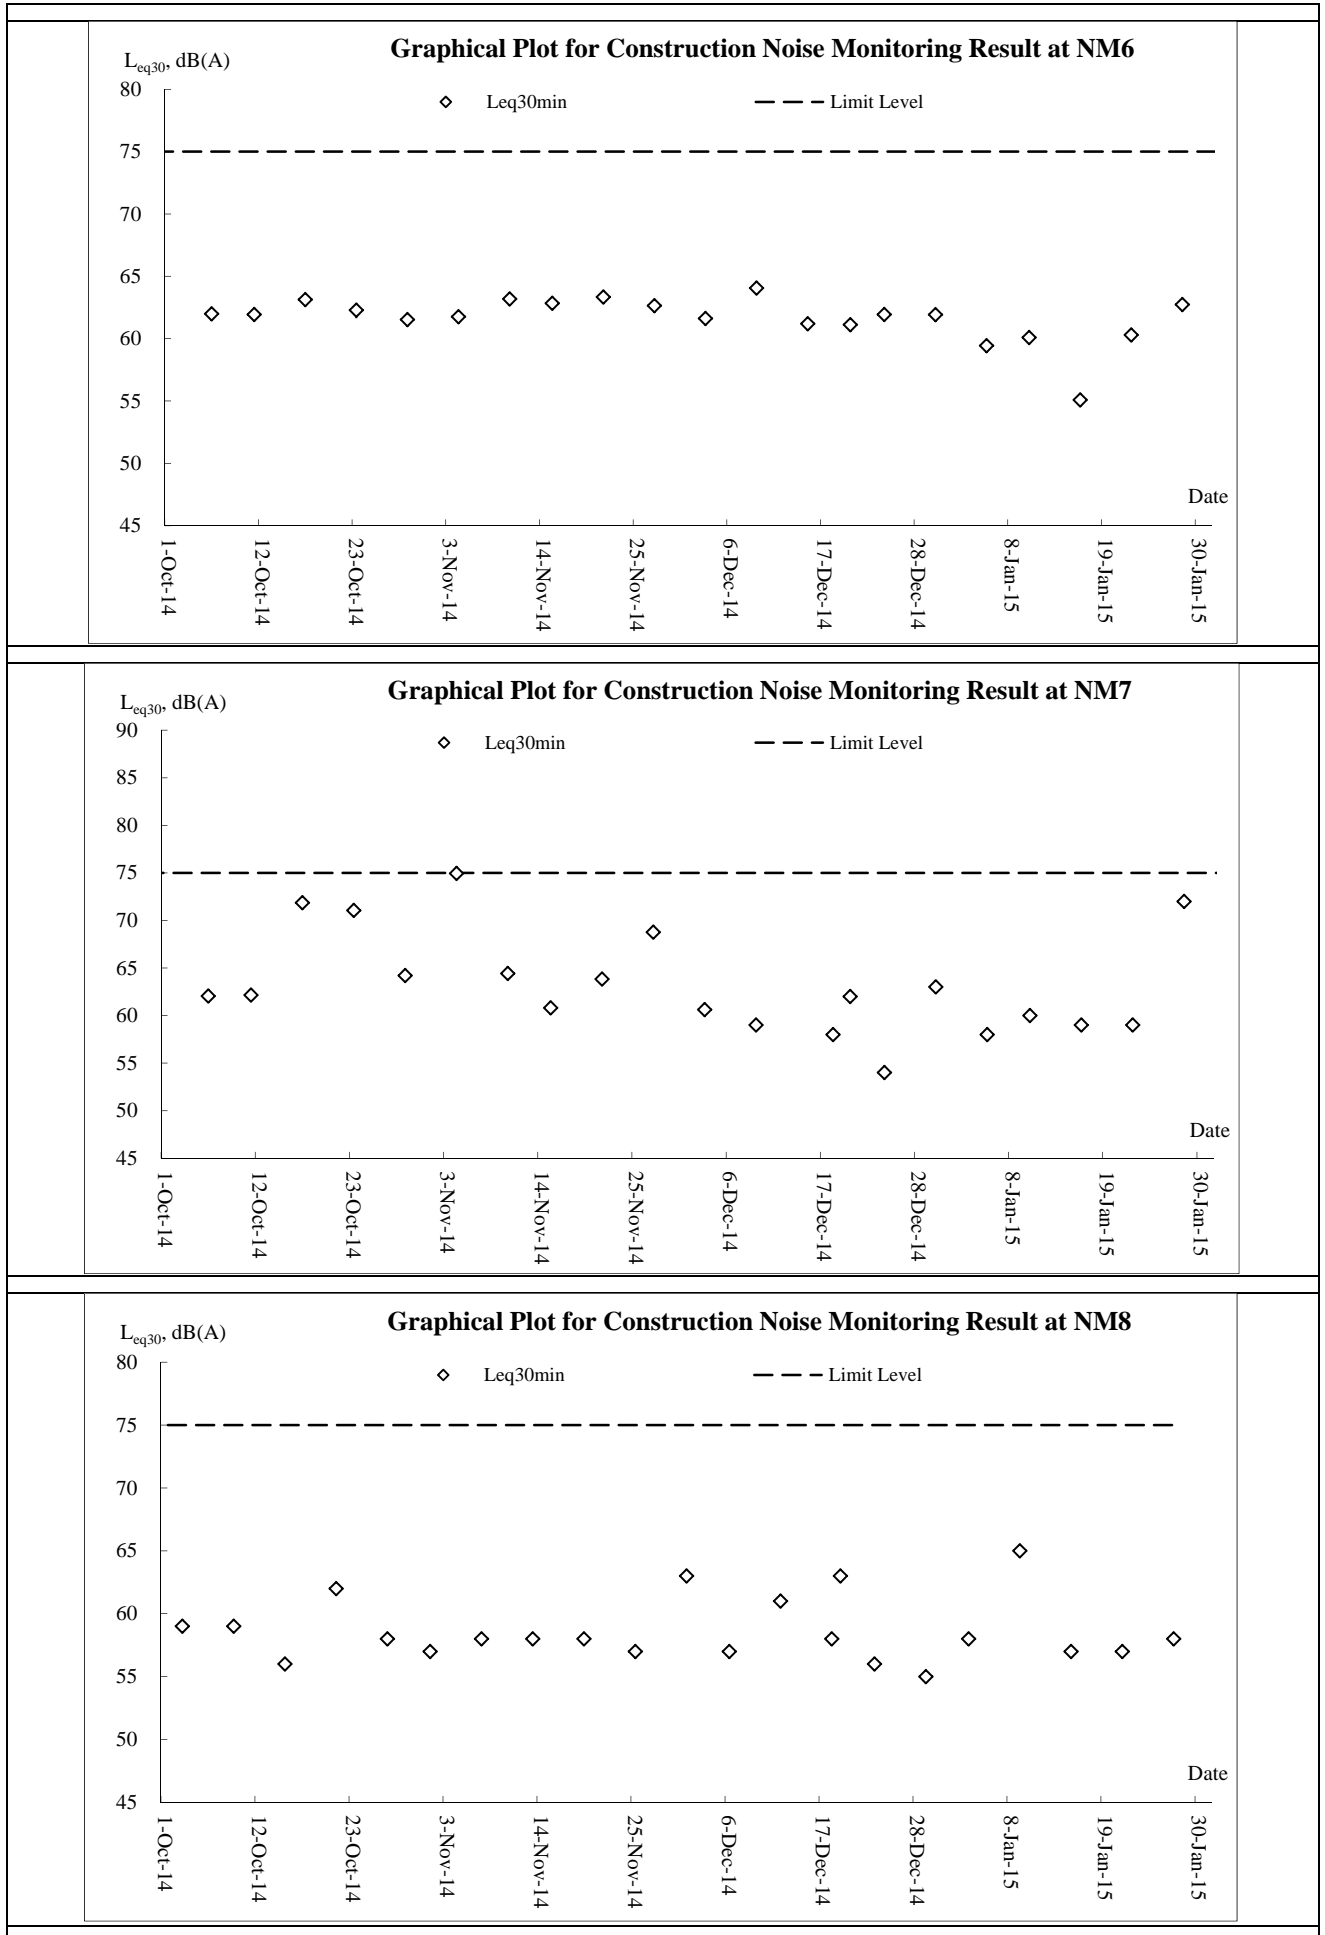 Graphical Plot for Construction Noise Monitoring Result at NM6
Leq30, dB(A)
Leq30min Limit Level
80
75
70
65
60
55
50
45
Date
1-Oct-14 12-Oct-14 23-Oct-14 3-Nov-14 14-Nov-14 25-Nov-14 6-Dec-14 17-Dec-14 28-Dec-14 8-Jan-15 19-Jan-15 30-Jan-15
Graphical Plot for Construction Noise Monitoring Result at NM7
Leq30, dB(A)
Leq30min Limit Level
90
85
80
75
70
65
60
55
50
45
Date
1-Oct-14 12-Oct-14 23-Oct-14 3-Nov-14 14-Nov-14 25-Nov-14 6-Dec-14 17-Dec-14 28-Dec-14 8-Jan-15 19-Jan-15 30-Jan-15
Graphical Plot for Construction Noise Monitoring Result at NM8
Leq30, dB(A)
Leq30min Limit Level
80
75
70
65
60
55
50
45
Date
1-Oct-14 12-Oct-14 23-Oct-14 3-Nov-14 14-Nov-14 25-Nov-14 6-Dec-14 17-Dec-14 28-Dec-14 8-Jan-15 19-Jan-15 30-Jan-15